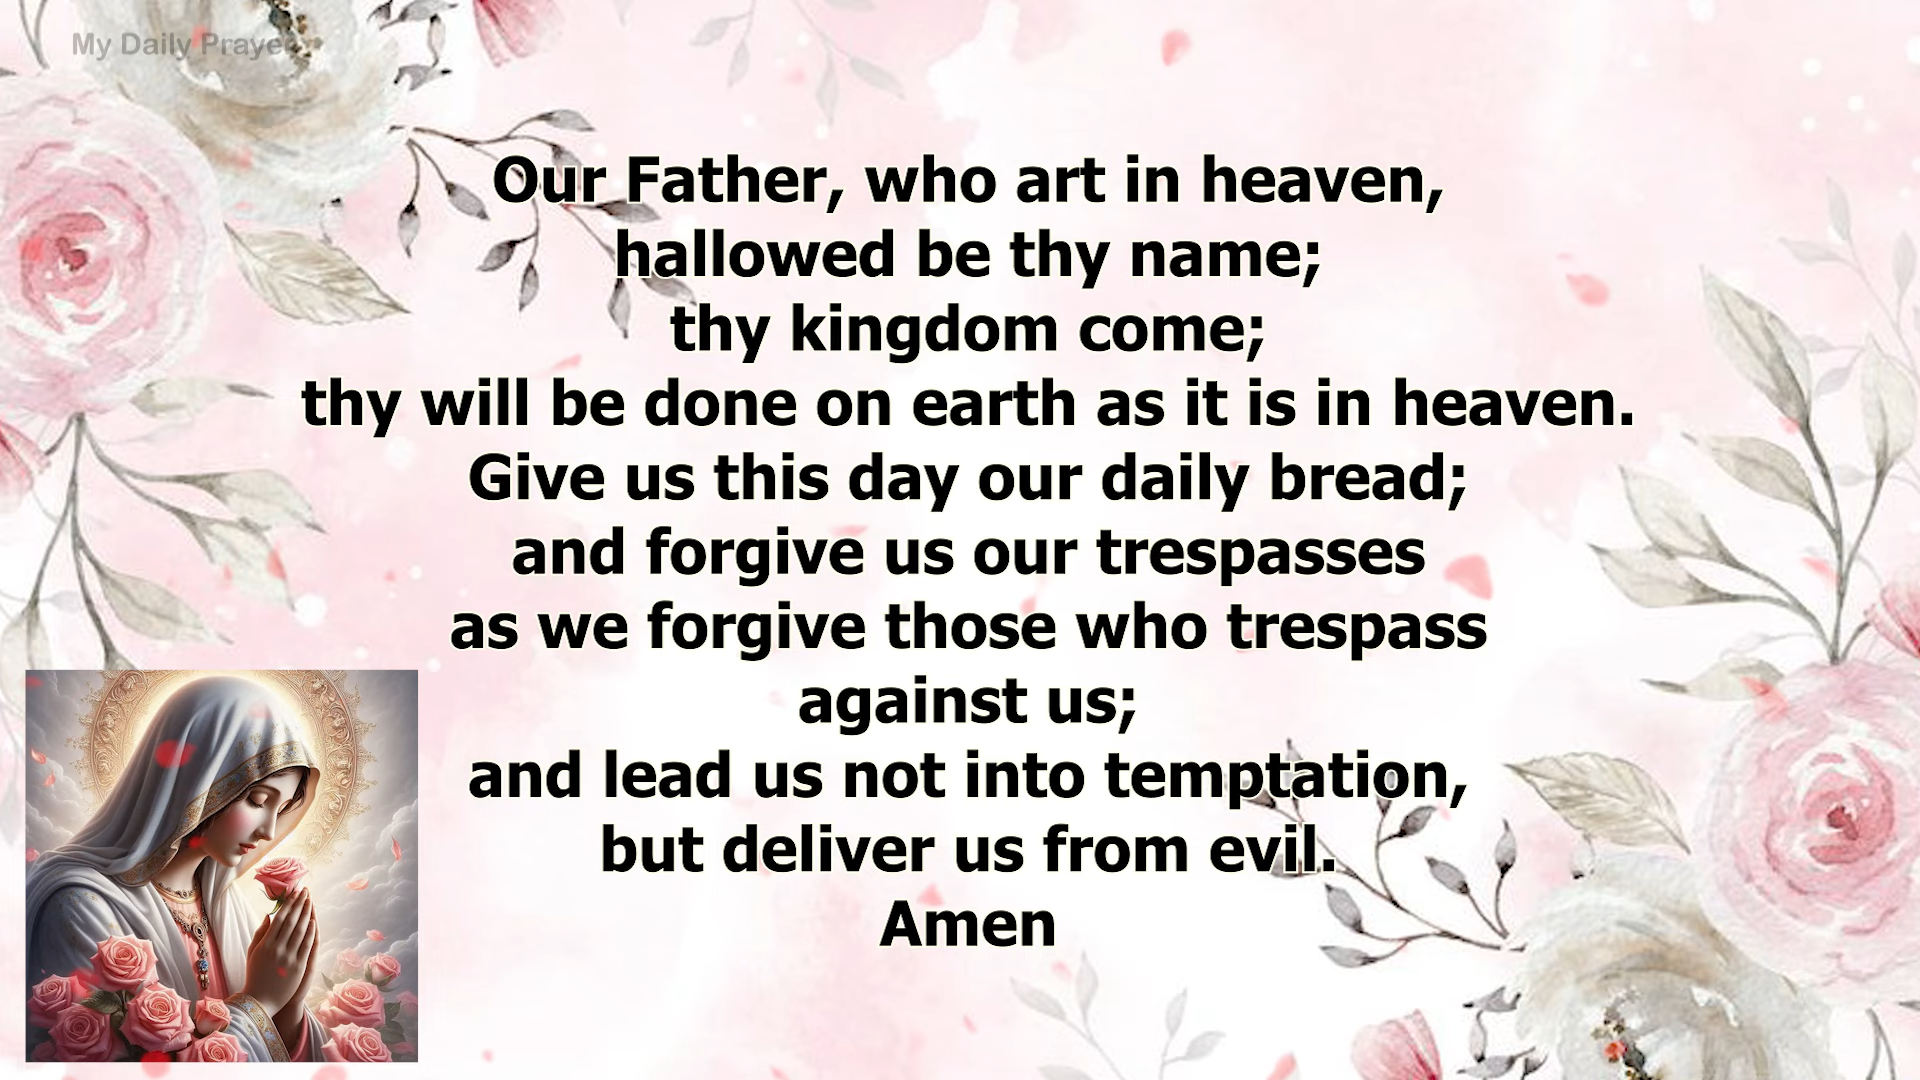 My Daily Prayer
Our Father, who art in heaven,
hallowed be thy name;
thy kingdom come;
thy will be done on earth as it is in heaven.
Give us this day our daily bread;
and forgive us our trespasses
as we forgive those who trespass
against us;
and lead us not into temptation,
but deliver us from evil.
Amen